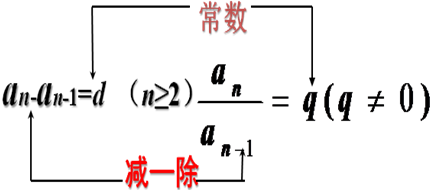 常数
aₙ-aₙ₋₁=d （n≥2） aₙ/aₙ₋₁ = q(q ≠ 0)
减一除